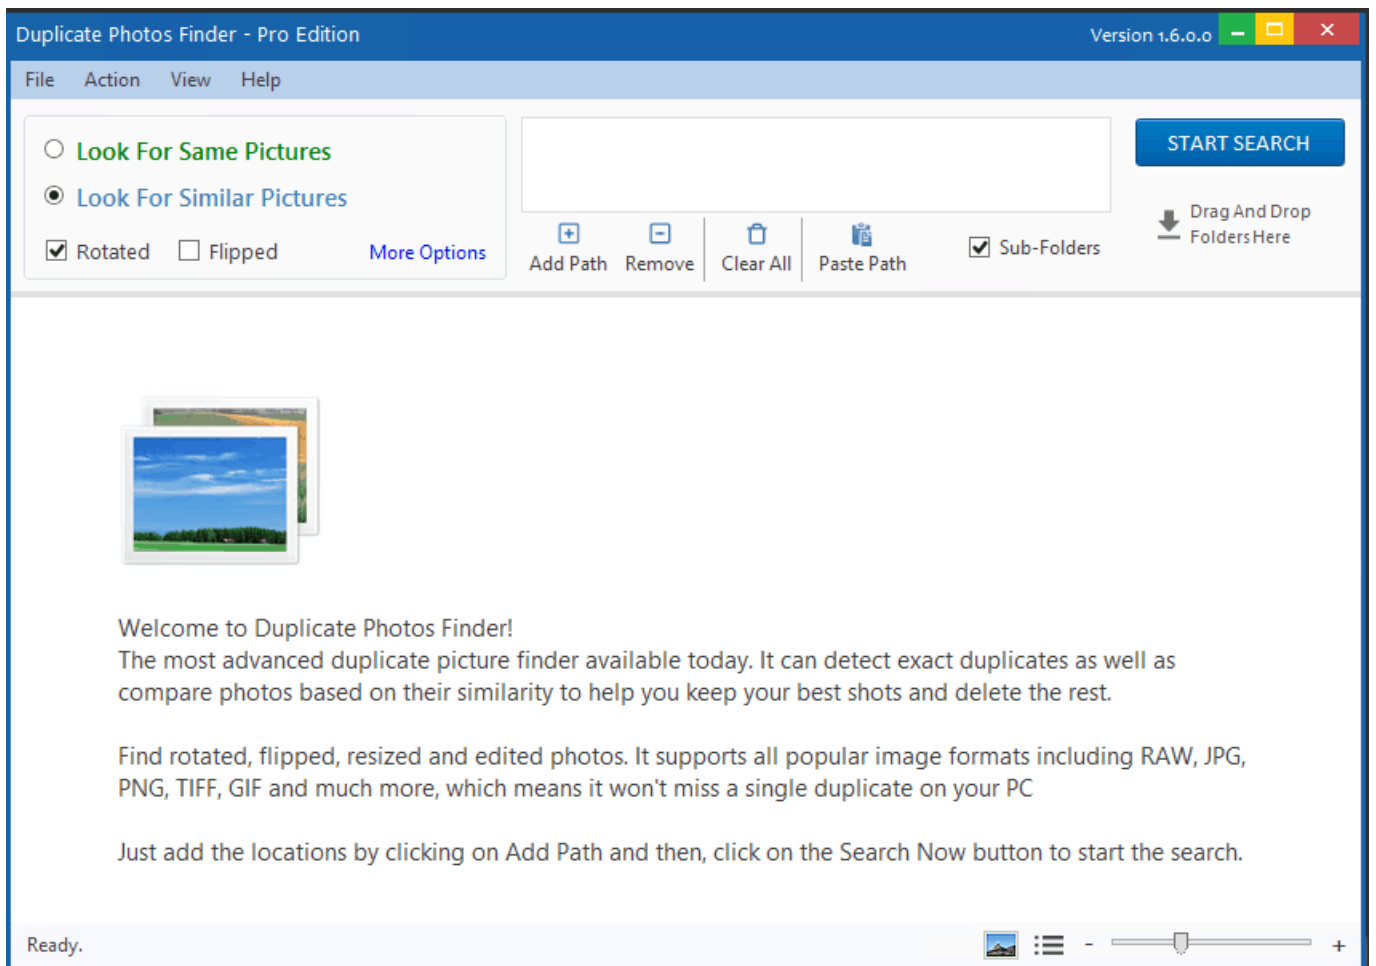 Duplicate Photos Finder - Pro Edition
Version 1.6.0.0
File Action View Help
Look For Same Pictures
Look For Similar Pictures
Rotated Flipped More Options
Add Path Remove Clear All Paste Path
Sub-Folders
START SEARCH
Drag And Drop
Folders Here
Welcome to Duplicate Photos Finder!
The most advanced duplicate picture finder available today. It can detect exact duplicates as well as
compare photos based on their similarity to help you keep your best shots and delete the rest.
Find rotated, flipped, resized and edited photos. It supports all popular image formats including RAW, JPG,
PNG, TIFF, GIF and much more, which means it won't miss a single duplicate on your PC
Just add the locations by clicking on Add Path and then, click on the Search Now button to start the search.
Ready.
- +